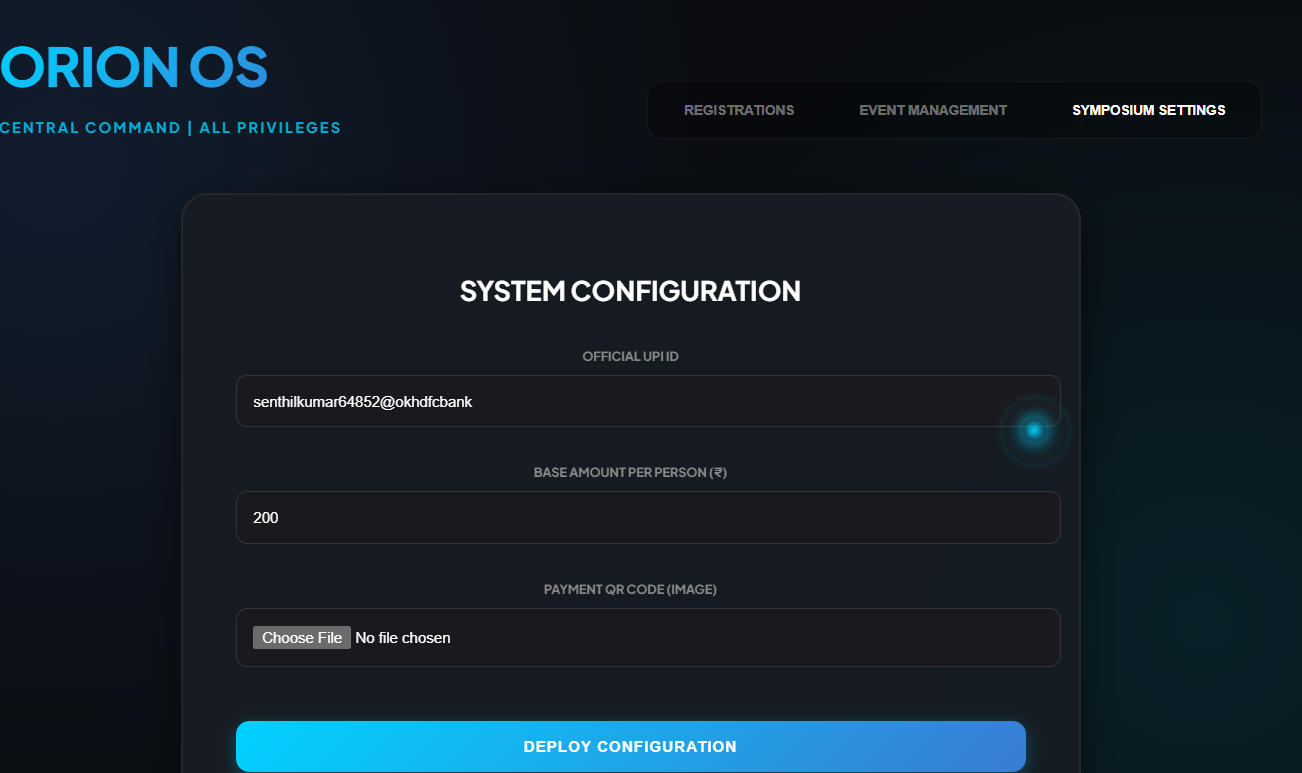 ORION OS
CENTRAL COMMAND | ALL PRIVILEGES
REGISTRATIONS EVENT MANAGEMENT SYMPOSIUM SETTINGS
SYSTEM CONFIGURATION
OFFICIAL UPI ID
senthilkumar64852@okhdfcbank
BASE AMOUNT PER PERSON (₹)
200
PAYMENT QR CODE (IMAGE)
Choose File No file chosen
DEPLOY CONFIGURATION